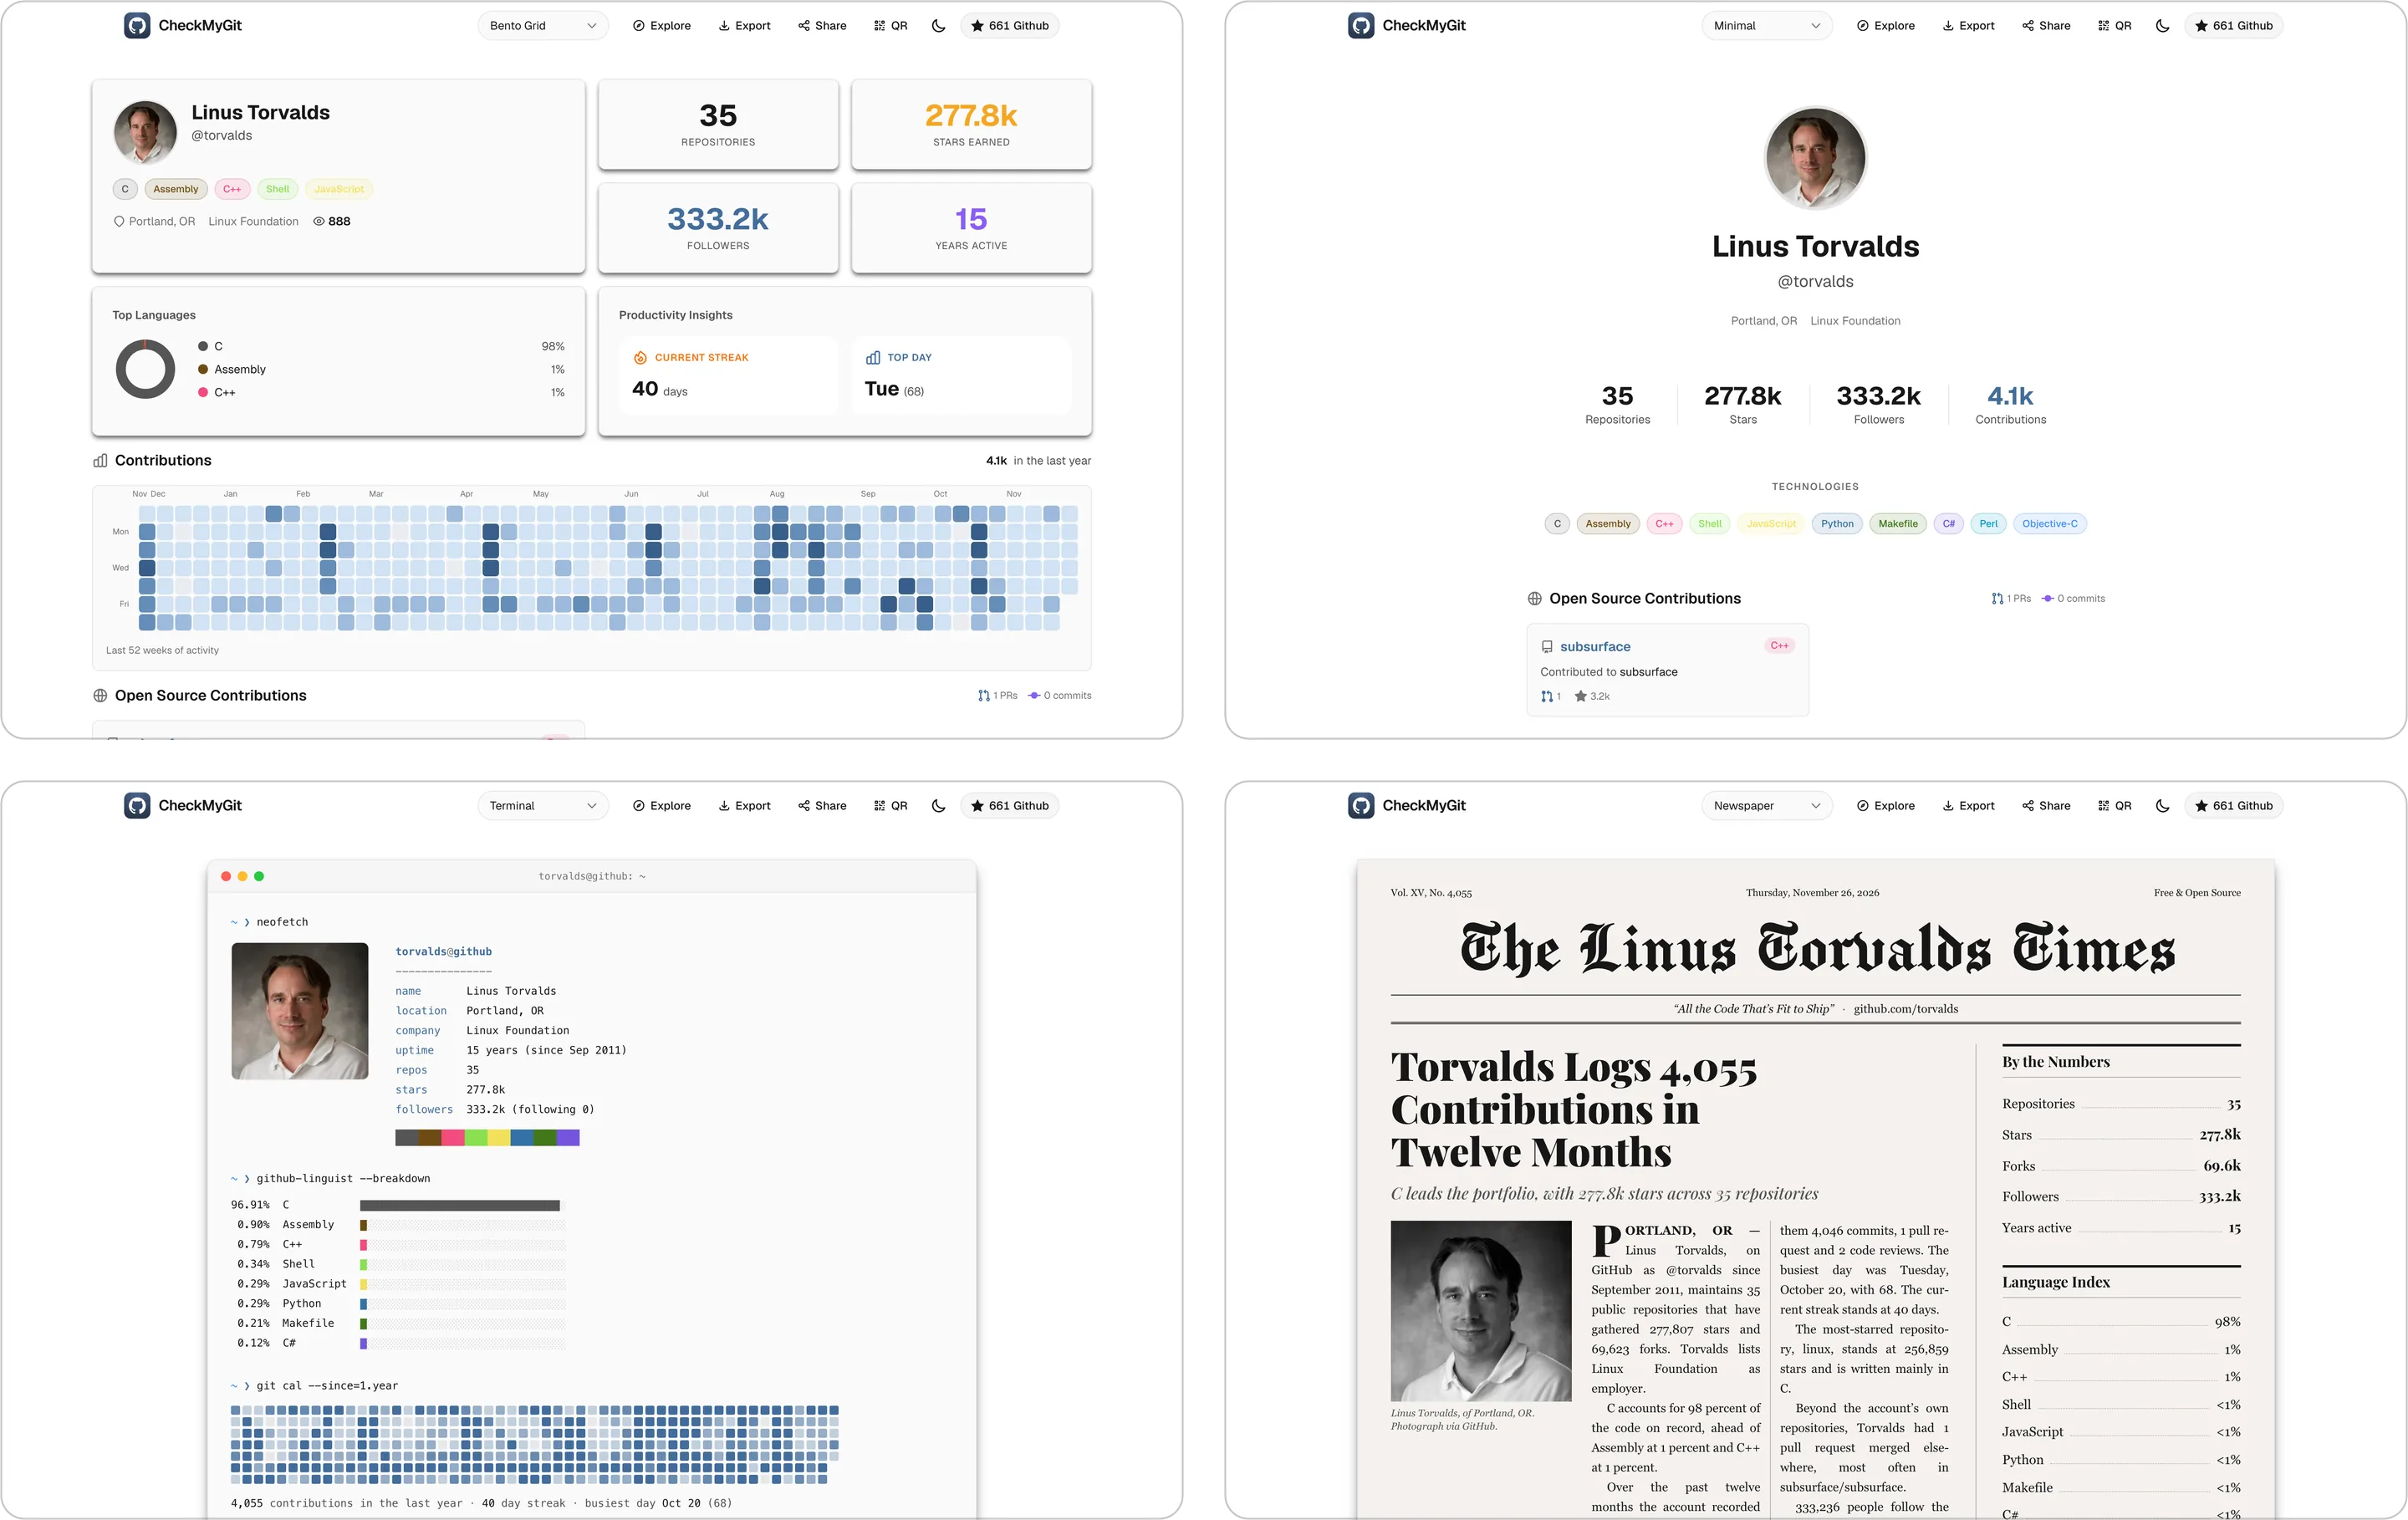 CheckMyGit
Bento Grid
Explore
Export
Share
QR
661 Github
Linus Torvalds
@torvalds
C Assembly C++ Shell JavaScript
Portland, OR Linux Foundation 888
35
REPOSITORIES
277.8k
STARS EARNED
333.2k
FOLLOWERS
15
YEARS ACTIVE
Top Languages
C 98%
Assembly 1%
C++ 1%
Productivity Insights
CURRENT STREAK
40 days
TOP DAY
Tue (68)
Contributions
4.1k in the last year
Nov Dec Jan Feb Mar Apr May Jun Jul Aug Sep Oct Nov
Mon
Wed
Fri
Last 52 weeks of activity
Open Source Contributions
1 PRs 0 commits
CheckMyGit
Minimal
Explore
Export
Share
QR
661 Github
Linus Torvalds
@torvalds
Portland, OR Linux Foundation
35
Repositories
277.8k
Stars
333.2k
Followers
4.1k
Contributions
TECHNOLOGIES
C Assembly C++ Shell JavaScript Python Makefile C# Perl Objective-C
Open Source Contributions
1 PRs 0 commits
subsurface
C++
Contributed to subsurface
1 3.2k
CheckMyGit
Terminal
Explore
Export
Share
QR
661 Github
torvalds@github: ~
~ ❯ neofetch
torvalds@github
---------------
name Linus Torvalds
location Portland, OR
company Linux Foundation
uptime 15 years (since Sep 2011)
repos 35
stars 277.8k
followers 333.2k (following 0)
~ ❯ github-linguist --breakdown
96.91% C
0.90% Assembly
0.79% C++
0.34% Shell
0.29% JavaScript
0.29% Python
0.21% Makefile
0.12% C#
~ ❯ git cal --since=1.year
4,055 contributions in the last year · 40 day streak · busiest day Oct 20 (68)
CheckMyGit
Newspaper
Explore
Export
Share
QR
661 Github
Vol. XV, No. 4,055
Thursday, November 26, 2026
Free & Open Source
The Linus Torvalds Times
“All the Code That’s Fit to Ship” · github.com/torvalds
Torvalds Logs 4,055
Contributions in
Twelve Months
C leads the portfolio, with 277.8k stars across 35 repositories
Linus Torvalds, of Portland, OR.
Photograph via GitHub.
PORTLAND, OR —
Linus Torvalds, on
GitHub as @torvalds since
September 2011, maintains 35
public repositories that have
gathered 277,807 stars and
69,623 forks. Torvalds lists
Linux Foundation as
employer.
C accounts for 98 percent of
the code on record, ahead of
Assembly at 1 percent and C++
at 1 percent.
Over the past twelve
months the account recorded
them 4,046 commits, 1 pull re-
quest and 2 code reviews. The
busiest day was Tuesday,
October 20, with 68. The cur-
rent streak stands at 40 days.
The most-starred reposito-
ry, linux, stands at 256,859
stars and is written mainly in
C.
Beyond the account’s own
repositories, Torvalds had 1
pull request merged else-
where, most often in
subsurface/subsurface.
333,236 people follow the
By the Numbers
Repositories 35
Stars 277.8k
Forks 69.6k
Followers 333.2k
Years active 15
Language Index
C 98%
Assembly 1%
C++ 1%
Shell <1%
JavaScript <1%
Python <1%
Makefile <1%
C# <1%